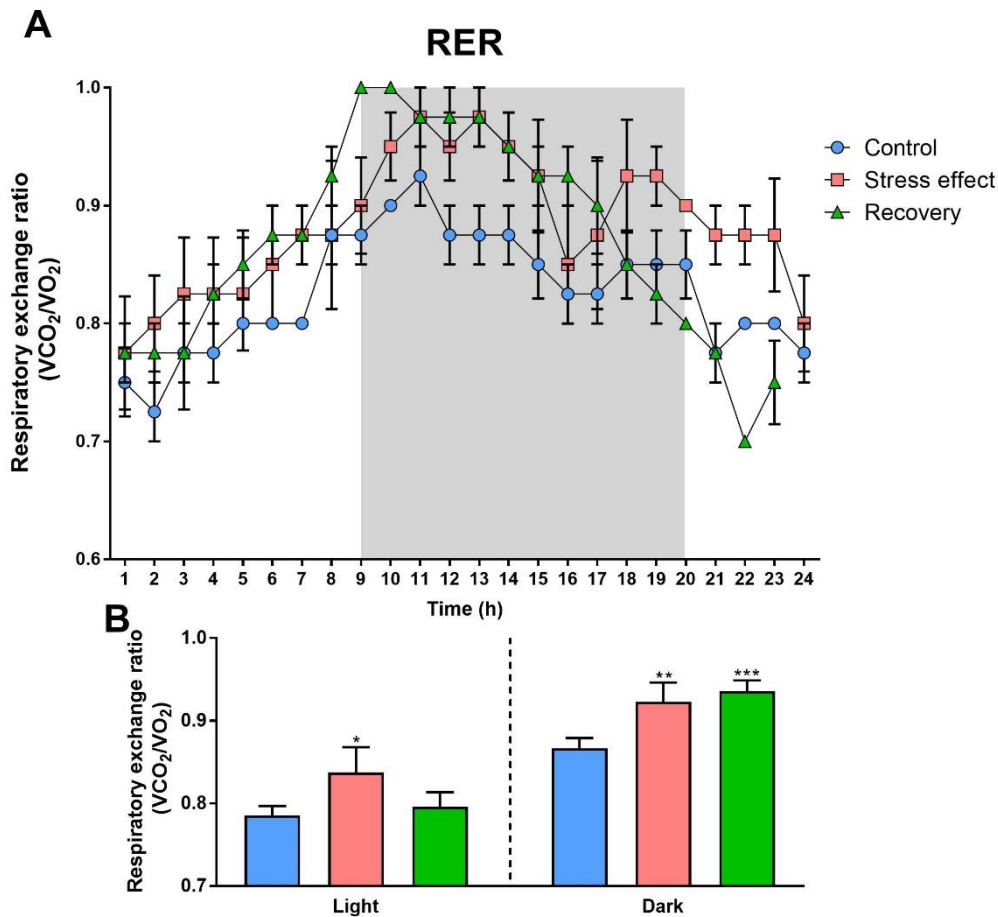 A
RER
Respiratory exchange ratio
(VCO₂/VO₂)
1.0
0.9
0.8
0.7
0.6
1 2 3 4 5 6 7 8 9 10 11 12 13 14 15 16 17 18 19 20 21 22 23 24
Time (h)
Control
Stress effect
Recovery
B
Respiratory exchange ratio
(VCO₂/VO₂)
1.0
0.9
0.8
0.7
*
**
***
Light Dark